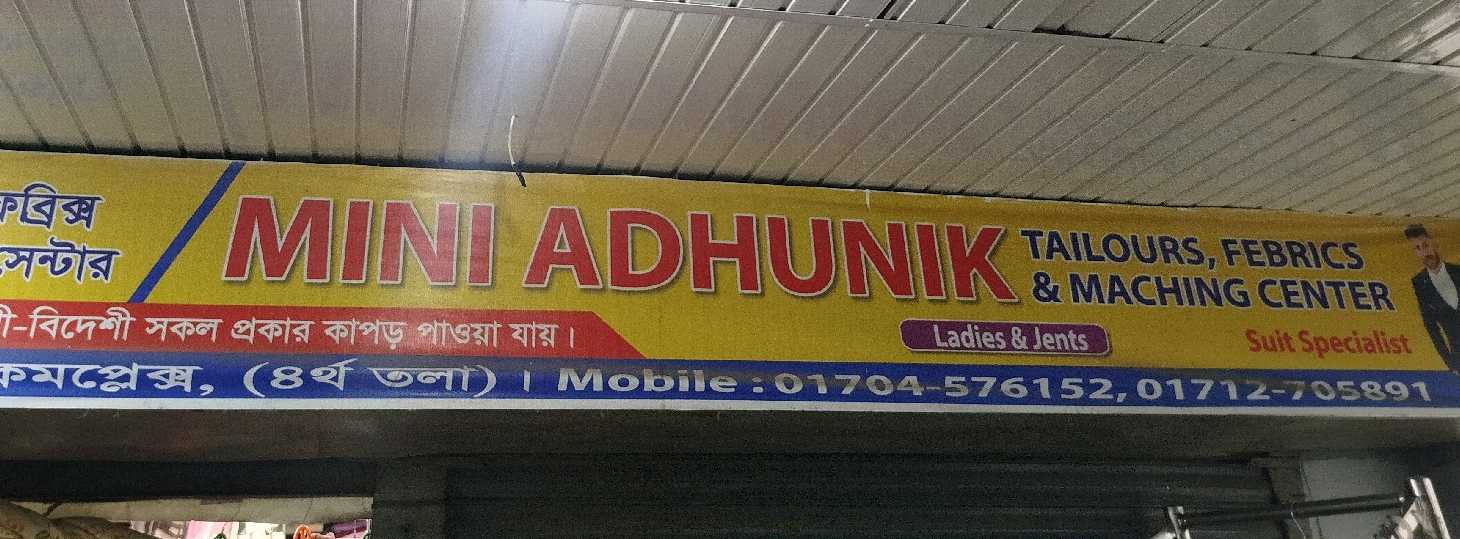 ফেব্রিক্স
সেন্টার
MINI ADHUNIK
TAILOURS, FEBRICS
& MACHING CENTER
Ladies & Jents
Suit Specialist
বিদেশী সকল প্রকার কাপড় পাওয়া যায়।
কমপ্লেক্স, (৪র্থ তলা) । Mobile : 01704-576152, 01712-705891